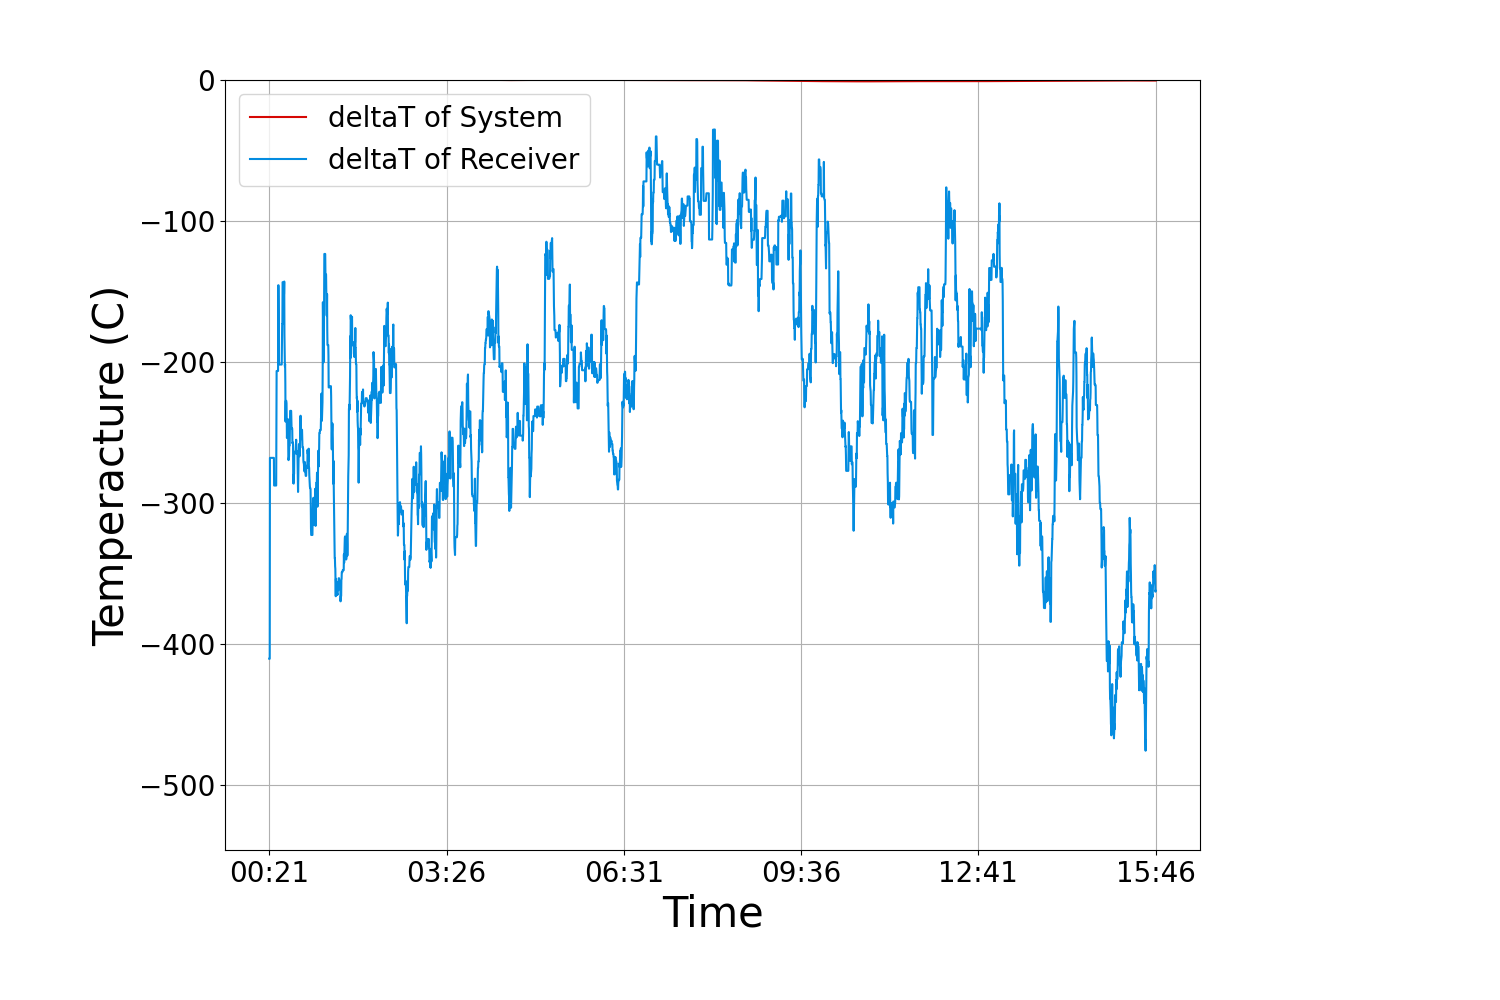 0
deltaT of System
deltaT of Receiver
−100
−200
−300
−400
−500
Temperacture (C)
00:21 03:26 06:31 09:36 12:41 15:46
Time